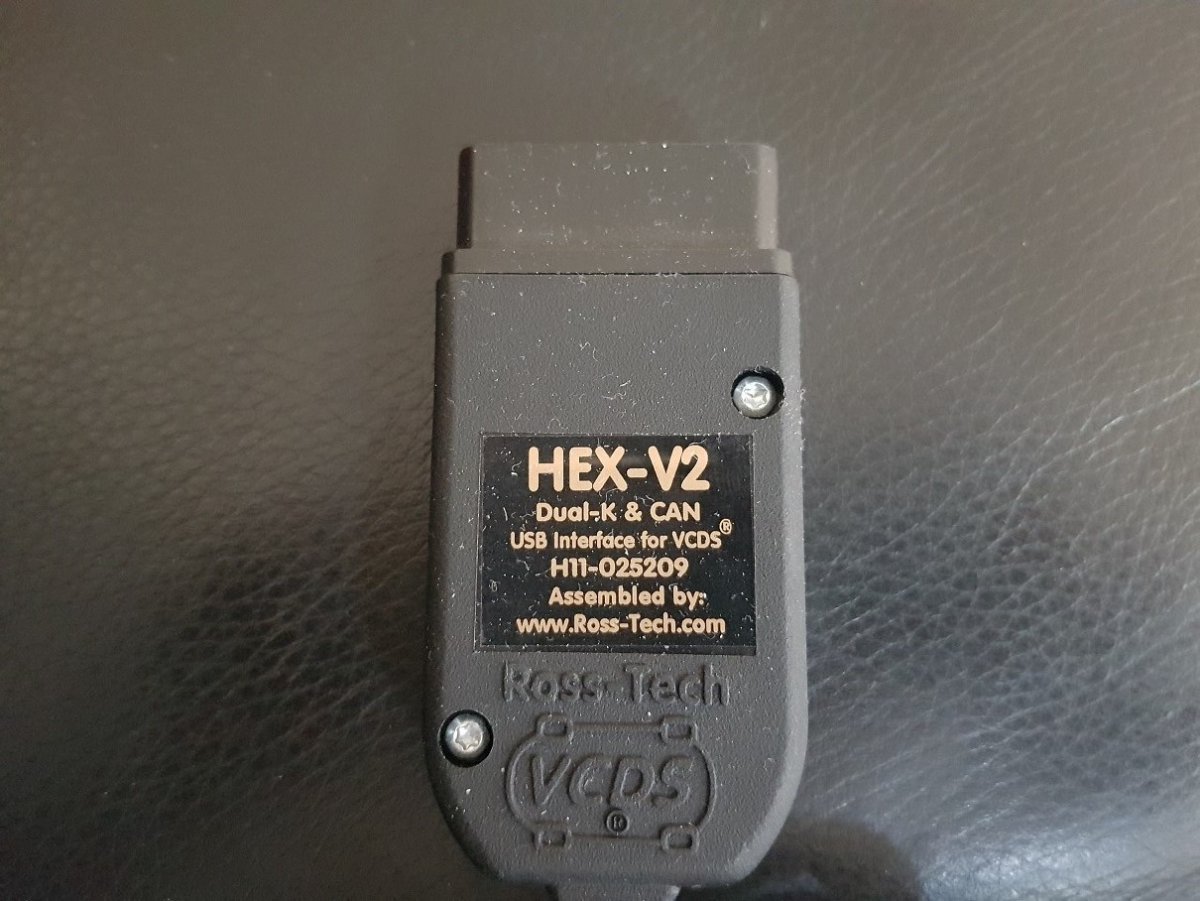 HEX-V2
Dual-K & CAN
USB Interface for VCDS®
H11-025209
Assembled by:
www.Ross-Tech.com
Ross-Tech
VCDS
®